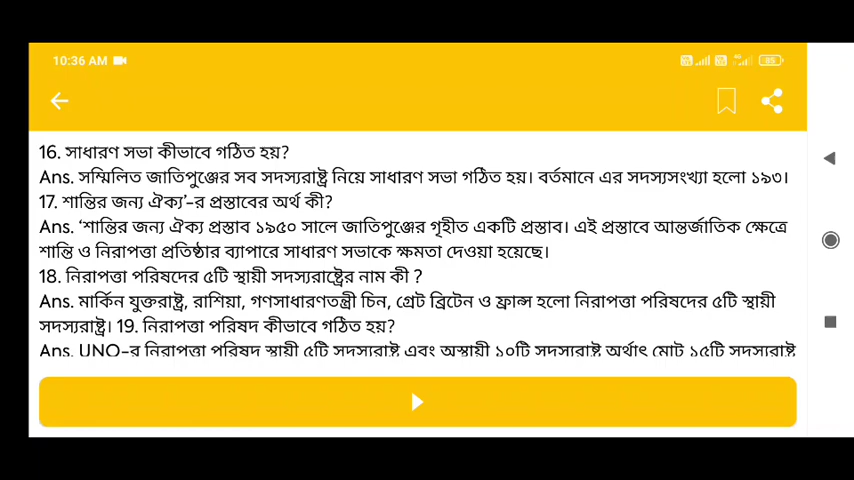 10:36 AM
85
16. সাধারণ সভা কীভাবে গঠিত হয়?
Ans. সম্মিলিত জাতিপুঞ্জের সব সদস্যরাষ্ট্র নিয়ে সাধারণ সভা গঠিত হয়। বর্তমানে এর সদস্যসংখ্যা হলো ১৯৩।
17. শান্তির জন্য ঐক্য’-র প্রস্তাবের অর্থ কী?
Ans. ‘শান্তির জন্য ঐক্য প্রস্তাব ১৯৫০ সালে জাতিপুঞ্জের গৃহীত একটি প্রস্তাব। এই প্রস্তাবে আন্তর্জাতিক ক্ষেত্রে
শান্তি ও নিরাপত্তা প্রতিষ্ঠার ব্যাপারে সাধারণ সভাকে ক্ষমতা দেওয়া হয়েছে।
18. নিরাপত্তা পরিষদের ৫টি স্থায়ী সদস্যরাষ্ট্রের নাম কী ?
Ans. মার্কিন যুক্তরাষ্ট্র, রাশিয়া, গণসাধারণতন্ত্রী চিন, গ্রেট ব্রিটেন ও ফ্রান্স হলো নিরাপত্তা পরিষদের ৫টি স্থায়ী
সদস্যরাষ্ট্র। 19. নিরাপত্তা পরিষদ কীভাবে গঠিত হয়?
Ans. UNO-র নিরাপত্তা পরিষদ স্থায়ী ৫টি সদস্যরাষ্ট্র এবং অস্থায়ী ১০টি সদস্যরাষ্ট্র অর্থাৎ মোট ১৫টি সদস্যরাষ্ট্র